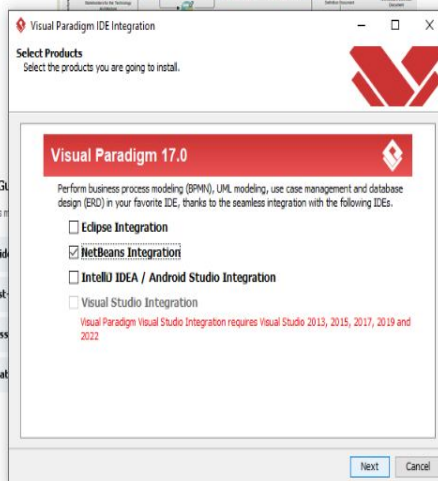 Visual Paradigm IDE Integration
Select Products
Select the products you are going to install.
Visual Paradigm 17.0
Perform business process modeling (BPMN), UML modeling, use case management and database
design (ERD) in your favorite IDE, thanks to the seamless integration with the following IDEs.
Eclipse Integration
NetBeans Integration
IntelliJ IDEA / Android Studio Integration
Visual Studio Integration
Visual Paradigm Visual Studio Integration requires Visual Studio 2013, 2015, 2017, 2019 and
2022
Next
Cancel